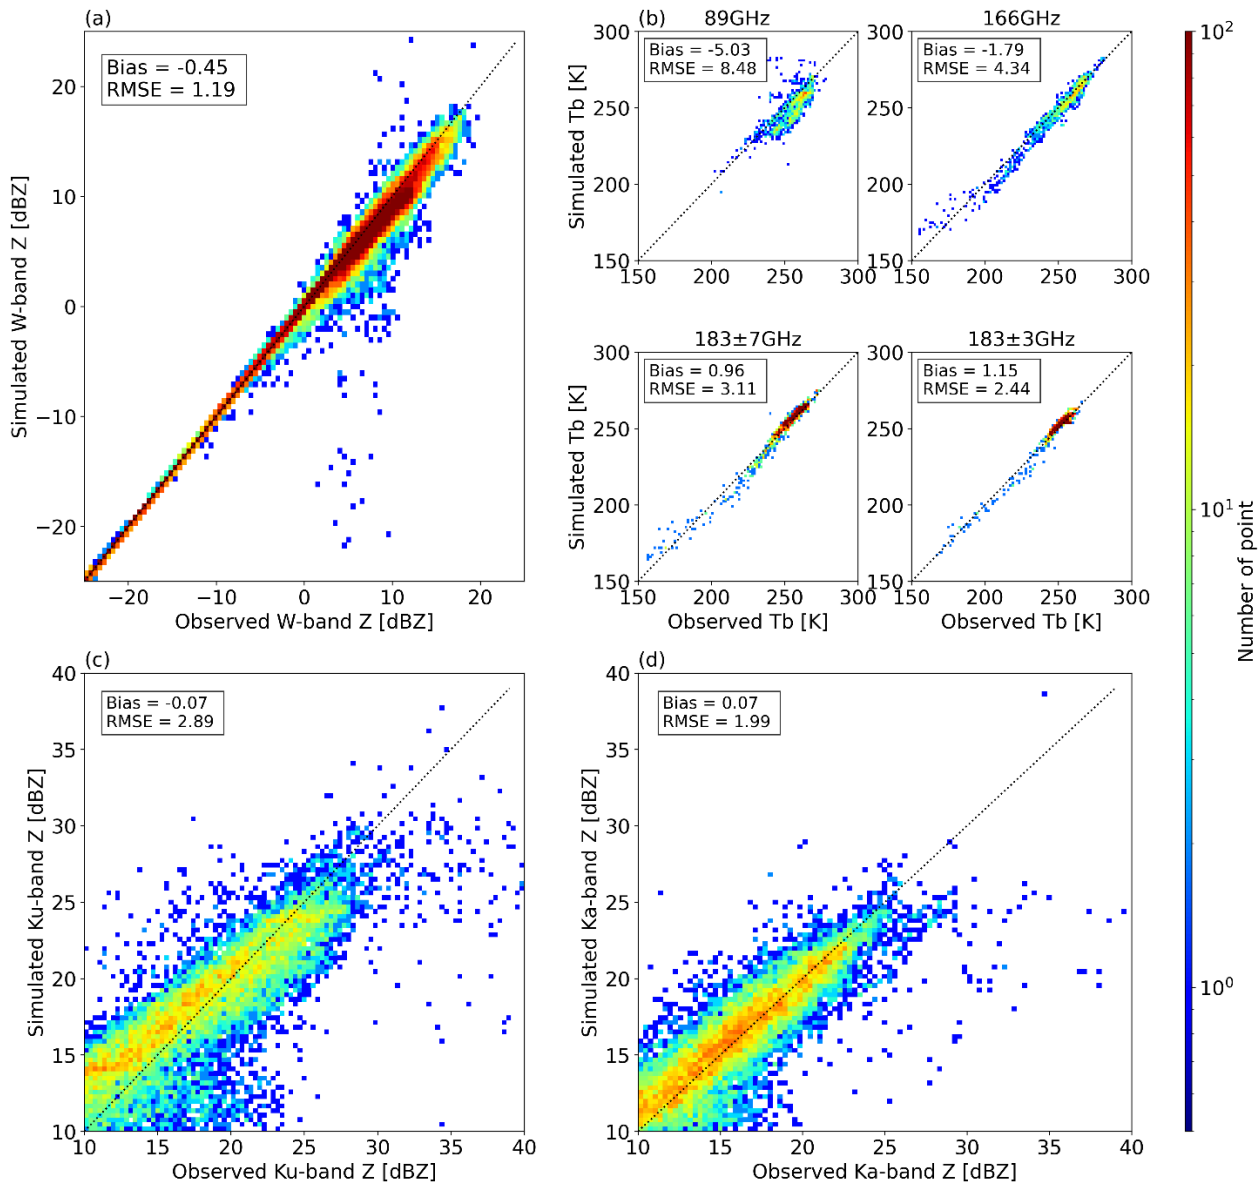 (a)
Bias = -0.45
RMSE = 1.19
20
10
0
−10
−20
Simulated W-band Z [dBZ]
−20
−10
0
10
20
Observed W-band Z [dBZ]
(b)
89GHz
Bias = -5.03
RMSE = 8.48
300
250
200
150
Simulated Tb [K]
150
200
250
300
166GHz
Bias = -1.79
RMSE = 4.34
300
250
200
150
150
200
250
300
183±7GHz
Bias = 0.96
RMSE = 3.11
300
250
200
150
Simulated Tb [K]
150
200
250
300
Observed Tb [K]
183±3GHz
Bias = 1.15
RMSE = 2.44
300
250
200
150
150
200
250
300
Observed Tb [K]
(c)
Bias = -0.07
RMSE = 2.89
40
35
30
25
20
15
10
Simulated Ku-band Z [dBZ]
10
15
20
25
30
35
40
Observed Ku-band Z [dBZ]
(d)
Bias = 0.07
RMSE = 1.99
40
35
30
25
20
15
10
Simulated Ka-band Z [dBZ]
10
15
20
25
30
35
40
Observed Ka-band Z [dBZ]
10²
10¹
10⁰
Number of point